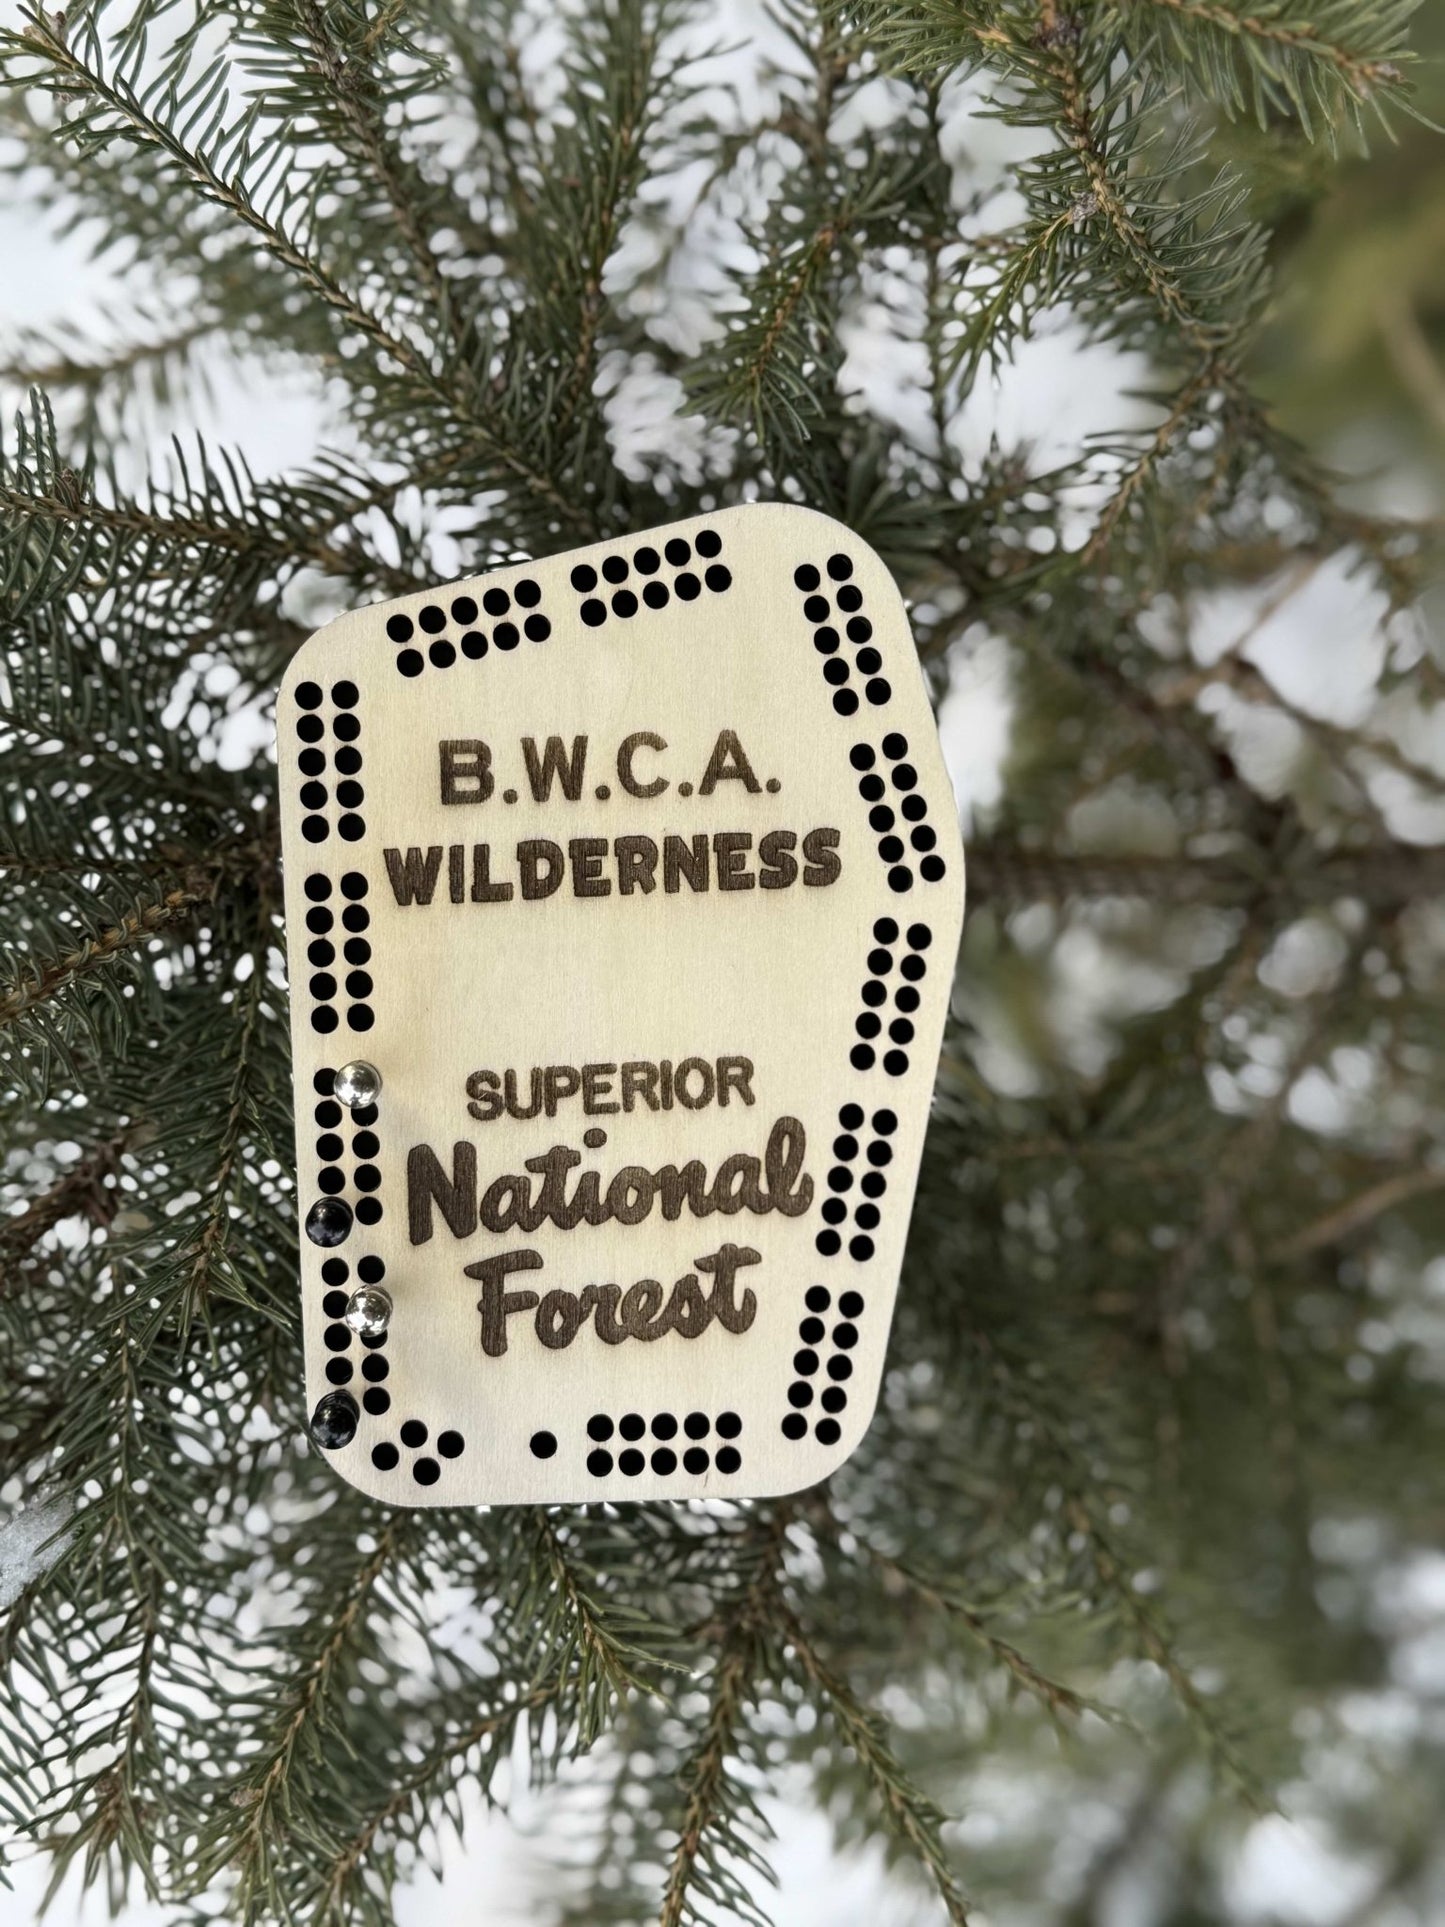 B.W.C.A.
WILDERNESS
SUPERIOR
National
Forest